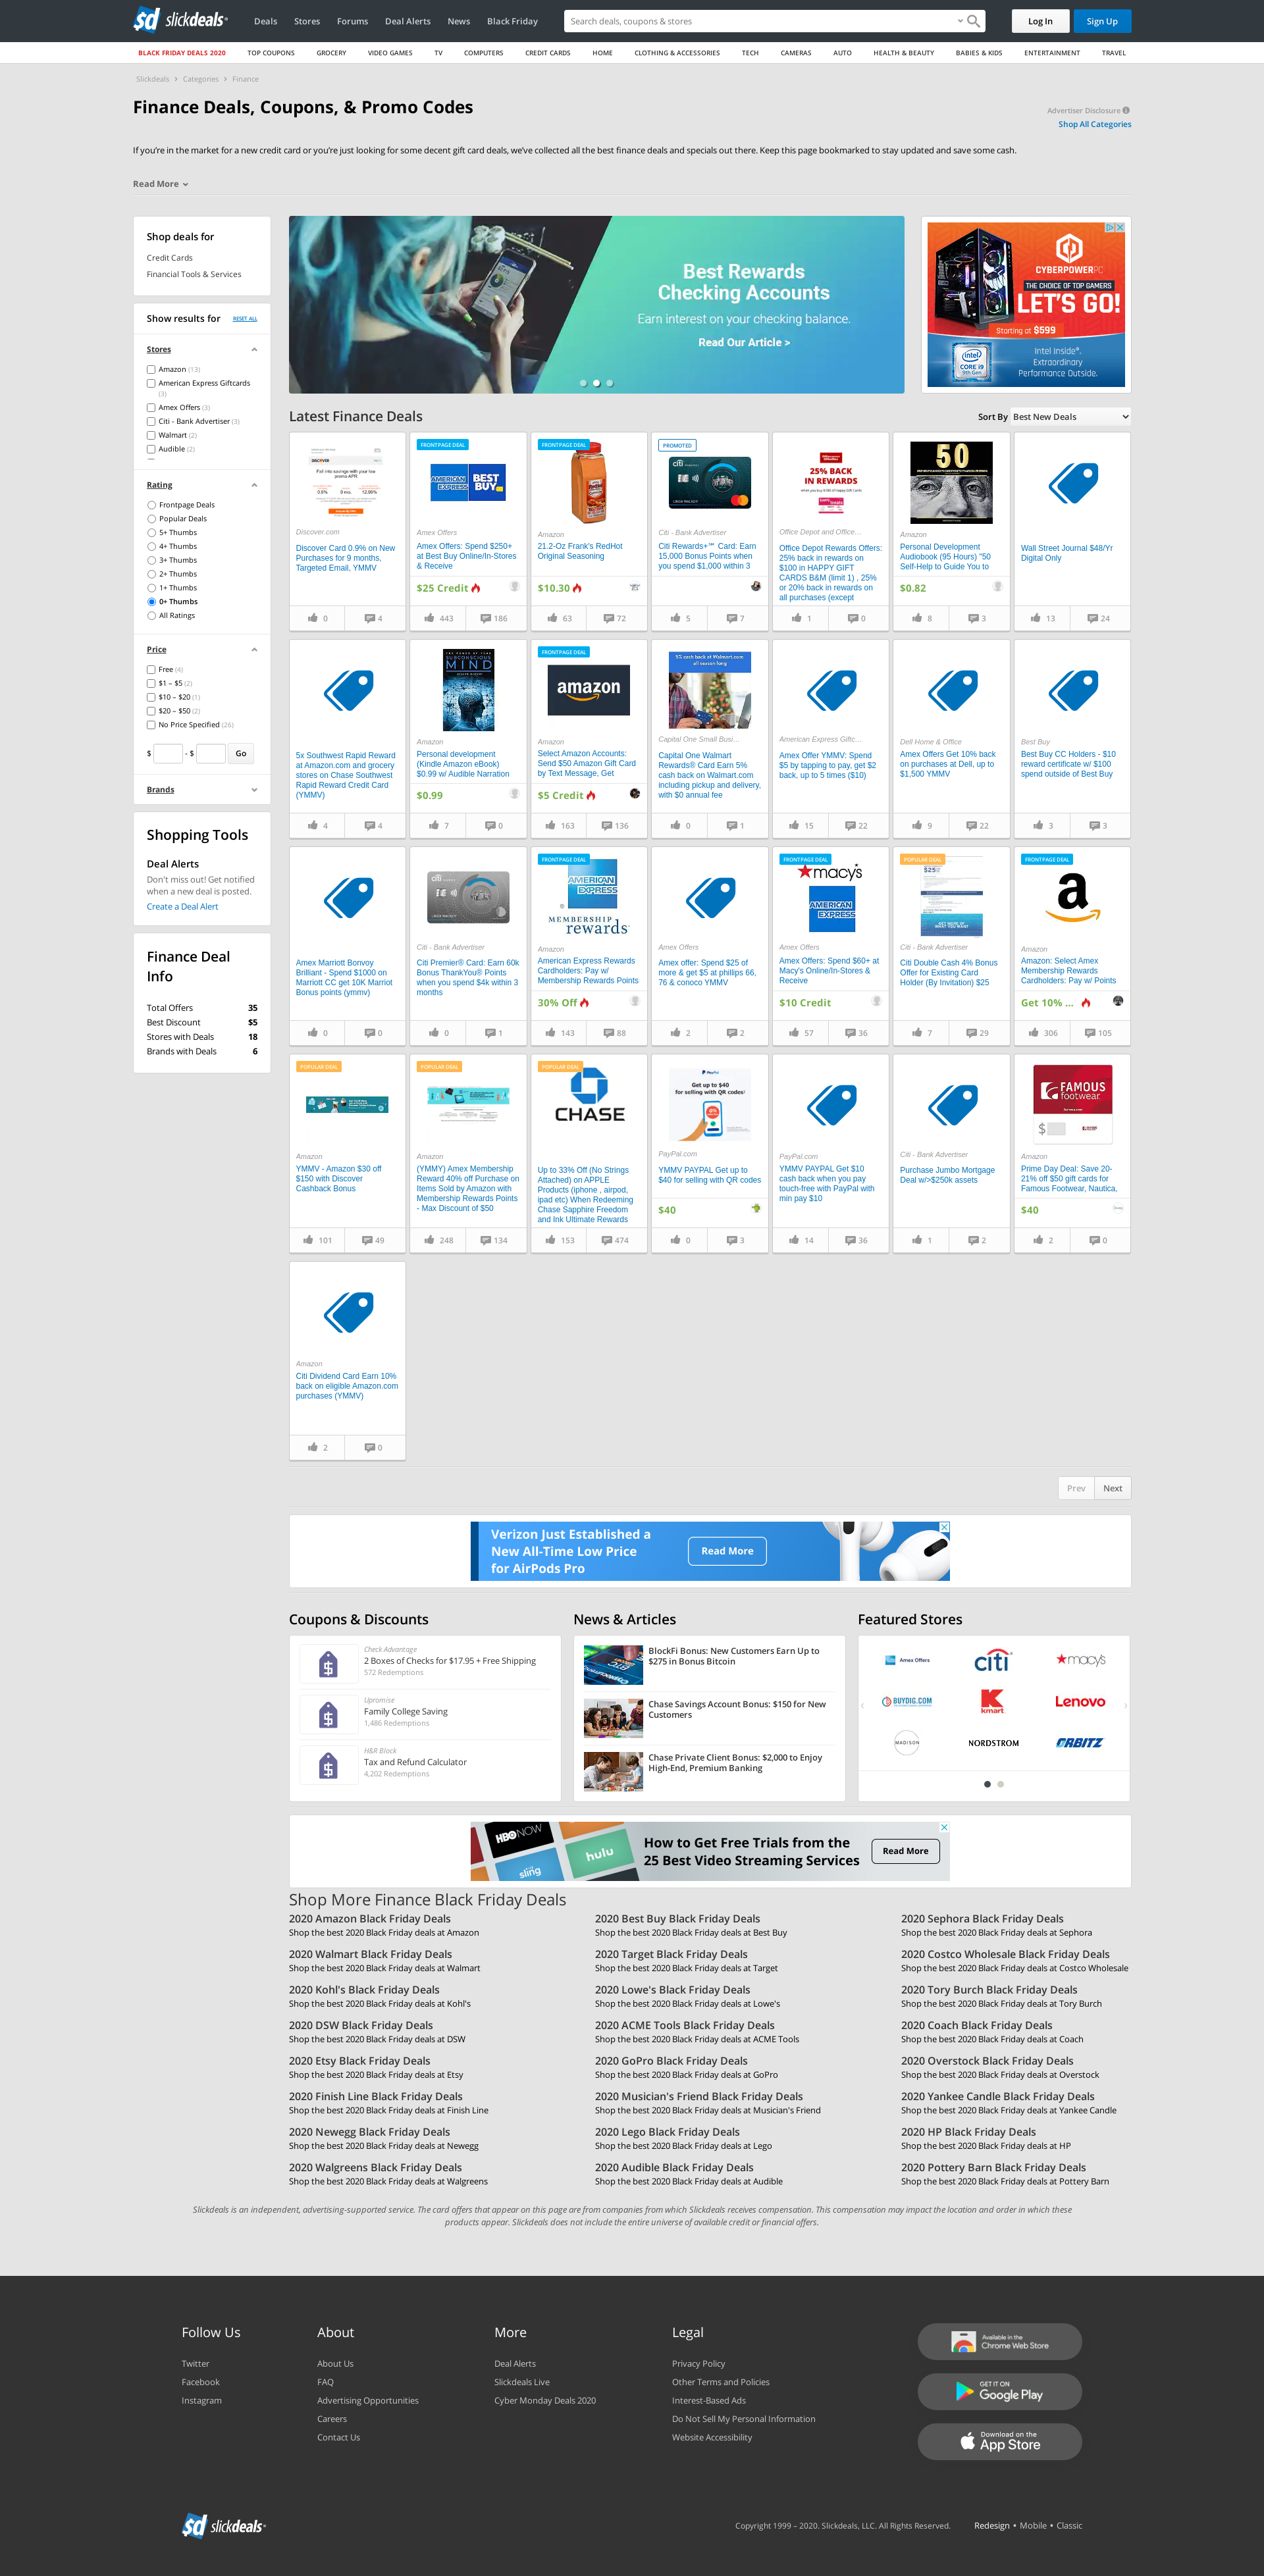 slickdeals
Deals
Stores
Forums
Deal Alerts
News
Black Friday
Search deals, coupons & stores
Log In
Sign Up
BLACK FRIDAY DEALS 2020
TOP COUPONS
GROCERY
VIDEO GAMES
TV
COMPUTERS
CREDIT CARDS
HOME
CLOTHING & ACCESSORIES
TECH
CAMERAS
AUTO
HEALTH & BEAUTY
BABIES & KIDS
ENTERTAINMENT
TRAVEL
Slickdeals > Categories > Finance
Finance Deals, Coupons, & Promo Codes
Advertiser Disclosure
Shop All Categories
If you're in the market for a new credit card or you're just looking for some decent gift card deals, we've collected all the best finance deals and specials out there. Keep this page bookmarked to stay updated and save some cash.
Read More
Shop deals for
Credit Cards
Financial Tools & Services
Show results for
RESET ALL
Stores
Amazon (13)
American Express Giftcards
(3)
Amex Offers (3)
Citi - Bank Advertiser (3)
Walmart (2)
Audible (2)
Rating
Frontpage Deals
Popular Deals
5+ Thumbs
4+ Thumbs
3+ Thumbs
2+ Thumbs
1+ Thumbs
0+ Thumbs
All Ratings
Price
Free (4)
$1 – $5 (2)
$10 – $20 (1)
$20 – $50 (2)
No Price Specified (26)
$ - $ Go
Brands
Shopping Tools
Deal Alerts
Don't miss out! Get notified
when a new deal is posted.
Create a Deal Alert
Finance Deal
Info
Total Offers 35
Best Discount $5
Stores with Deals 18
Brands with Deals 6
Best Rewards
Checking Accounts
Earn interest on your checking balance.
Read Our Article >
CYBERPOWERPC
THE CHOICE OF TOP GAMERS
LET'S GO!
Starting at $599
intel
CORE i9
9th Gen
Intel Inside®.
Extraordinary
Performance Outside.
Latest Finance Deals
Sort By Best New Deals
Discover.com
Discover Card 0.9% on New
Purchases for 9 months,
Targeted Email, YMMV
0 4
FRONTPAGE DEAL
AMERICAN EXPRESS
BEST BUY
Amex Offers
Amex Offers: Spend $250+
at Best Buy Online/In-Stores
& Receive
$25 Credit
443 186
FRONTPAGE DEAL
Amazon
21.2-Oz Frank's RedHot
Original Seasoning
$10.30
63 72
PROMOTED
citi
Citi - Bank Advertiser
Citi Rewards+℠ Card: Earn
15,000 Bonus Points when
you spend $1,000 within 3
5 7
25% BACK
IN REWARDS
Office Depot and Office…
Office Depot Rewards Offers:
25% back in rewards on
$100 in HAPPY GIFT
CARDS B&M (limit 1) , 25%
or 20% back in rewards on
all purchases (except
1 0
50
Amazon
Personal Development
Audiobook (95 Hours) "50
Self-Help to Guide You to
$0.82
8 3
Wall Street Journal $48/Yr
Digital Only
13 24
5x Southwest Rapid Reward
at Amazon.com and grocery
stores on Chase Southwest
Rapid Reward Credit Card
(YMMV)
4 4
SUBCONSCIOUS
MIND
Amazon
Personal development
(Kindle Amazon eBook)
$0.99 w/ Audible Narration
$0.99
7 0
FRONTPAGE DEAL
amazon
Amazon
Select Amazon Accounts:
Send $50 Amazon Gift Card
by Text Message, Get
$5 Credit
163 136
5% cash back at Walmart.com
all season long
Capital One Small Busi…
Capital One Walmart
Rewards® Card Earn 5%
cash back on Walmart.com
including pickup and delivery,
with $0 annual fee
0 1
American Express Giftc…
Amex Offer YMMV: Spend
$5 by tapping to pay, get $2
back, up to 5 times ($10)
15 22
Dell Home & Office
Amex Offers Get 10% back
on purchases at Dell, up to
$1,500 YMMV
9 22
Best Buy
Best Buy CC Holders - $10
reward certificate w/ $100
spend outside of Best Buy
3 3
Amex Marriott Bonvoy
Brilliant - Spend $1000 on
Marriott CC get 10K Marriot
Bonus points (ymmv)
0 0
citi
Citi - Bank Advertiser
Citi Premier® Card: Earn 60k
Bonus ThankYou® Points
when you spend $4k within 3
months
0 1
FRONTPAGE DEAL
AMERICAN EXPRESS
MEMBERSHIP
rewards
Amazon
American Express Rewards
Cardholders: Pay w/
Membership Rewards Points
30% Off
143 88
Amex Offers
Amex offer: Spend $25 of
more & get $5 at phillips 66,
76 & conoco YMMV
2 2
FRONTPAGE DEAL
macy's
AMERICAN EXPRESS
Amex Offers
Amex Offers: Spend $60+ at
Macy's Online/In-Stores &
Receive
$10 Credit
57 36
POPULAR DEAL
$25
Citi - Bank Advertiser
Citi Double Cash 4% Bonus
Offer for Existing Card
Holder (By Invitation) $25
7 29
FRONTPAGE DEAL
a
Amazon
Amazon: Select Amex
Membership Rewards
Cardholders: Pay w/ Points
Get 10% ...
306 105
POPULAR DEAL
Amazon
YMMV - Amazon $30 off
$150 with Discover
Cashback Bonus
101 49
POPULAR DEAL
Amazon
(YMMY) Amex Membership
Reward 40% off Purchase on
Items Sold by Amazon with
Membership Rewards Points
- Max Discount of $50
248 134
POPULAR DEAL
CHASE
Up to 33% Off (No Strings
Attached) on APPLE
Products (iphone , airpod,
ipad etc) When Redeeming
Chase Sapphire Freedom
and Ink Ultimate Rewards
153 474
PayPal
Get up to $40
for selling with QR codes
PayPal.com
YMMV PAYPAL Get up to
$40 for selling with QR codes
$40
0 3
PayPal.com
YMMV PAYPAL Get $10
cash back when you pay
touch-free with PayPal with
min pay $10
14 36
Citi - Bank Advertiser
Purchase Jumbo Mortgage
Deal w/>$250k assets
1 2
FAMOUS
footwear
$
Amazon
Prime Day Deal: Save 20-
21% off $50 gift cards for
Famous Footwear, Nautica,
$40
2 0
Amazon
Citi Dividend Card Earn 10%
back on eligible Amazon.com
purchases (YMMV)
2 0
Prev Next
Verizon Just Established a
New All-Time Low Price
for AirPods Pro
Read More
Coupons & Discounts
Check Advantage
2 Boxes of Checks for $17.95 + Free Shipping
572 Redemptions
Upromise
Family College Saving
1,486 Redemptions
H&R Block
Tax and Refund Calculator
4,202 Redemptions
News & Articles
BlockFi Bonus: New Customers Earn Up to
$275 in Bonus Bitcoin
Chase Savings Account Bonus: $150 for New
Customers
Chase Private Client Bonus: $2,000 to Enjoy
High-End, Premium Banking
Featured Stores
Amex Offers
citi
macy's
BUYDIG.COM
kmart
Lenovo
MADISON
NORDSTROM
ORBITZ
HBO NOW
sling
hulu
How to Get Free Trials from the
25 Best Video Streaming Services
Read More
Shop More Finance Black Friday Deals
2020 Amazon Black Friday Deals
Shop the best 2020 Black Friday deals at Amazon
2020 Best Buy Black Friday Deals
Shop the best 2020 Black Friday deals at Best Buy
2020 Sephora Black Friday Deals
Shop the best 2020 Black Friday deals at Sephora
2020 Walmart Black Friday Deals
Shop the best 2020 Black Friday deals at Walmart
2020 Target Black Friday Deals
Shop the best 2020 Black Friday deals at Target
2020 Costco Wholesale Black Friday Deals
Shop the best 2020 Black Friday deals at Costco Wholesale
2020 Kohl's Black Friday Deals
Shop the best 2020 Black Friday deals at Kohl's
2020 Lowe's Black Friday Deals
Shop the best 2020 Black Friday deals at Lowe's
2020 Tory Burch Black Friday Deals
Shop the best 2020 Black Friday deals at Tory Burch
2020 DSW Black Friday Deals
Shop the best 2020 Black Friday deals at DSW
2020 ACME Tools Black Friday Deals
Shop the best 2020 Black Friday deals at ACME Tools
2020 Coach Black Friday Deals
Shop the best 2020 Black Friday deals at Coach
2020 Etsy Black Friday Deals
Shop the best 2020 Black Friday deals at Etsy
2020 GoPro Black Friday Deals
Shop the best 2020 Black Friday deals at GoPro
2020 Overstock Black Friday Deals
Shop the best 2020 Black Friday deals at Overstock
2020 Finish Line Black Friday Deals
Shop the best 2020 Black Friday deals at Finish Line
2020 Musician's Friend Black Friday Deals
Shop the best 2020 Black Friday deals at Musician's Friend
2020 Yankee Candle Black Friday Deals
Shop the best 2020 Black Friday deals at Yankee Candle
2020 Newegg Black Friday Deals
Shop the best 2020 Black Friday deals at Newegg
2020 Lego Black Friday Deals
Shop the best 2020 Black Friday deals at Lego
2020 HP Black Friday Deals
Shop the best 2020 Black Friday deals at HP
2020 Walgreens Black Friday Deals
Shop the best 2020 Black Friday deals at Walgreens
2020 Audible Black Friday Deals
Shop the best 2020 Black Friday deals at Audible
2020 Pottery Barn Black Friday Deals
Shop the best 2020 Black Friday deals at Pottery Barn
Slickdeals is an independent, advertising-supported service. The card offers that appear on this page are from companies from which Slickdeals receives compensation. This compensation may impact the location and order in which these
products appear. Slickdeals does not include the entire universe of available credit or financial offers.
Follow Us
Twitter
Facebook
Instagram
About
About Us
FAQ
Advertising Opportunities
Careers
Contact Us
More
Deal Alerts
Slickdeals Live
Cyber Monday Deals 2020
Legal
Privacy Policy
Other Terms and Policies
Interest-Based Ads
Do Not Sell My Personal Information
Website Accessibility
Available in the
Chrome Web Store
GET IT ON
Google Play
Download on the
App Store
slickdeals
Copyright 1999 – 2020. Slickdeals, LLC. All Rights Reserved.
Redesign • Mobile • Classic